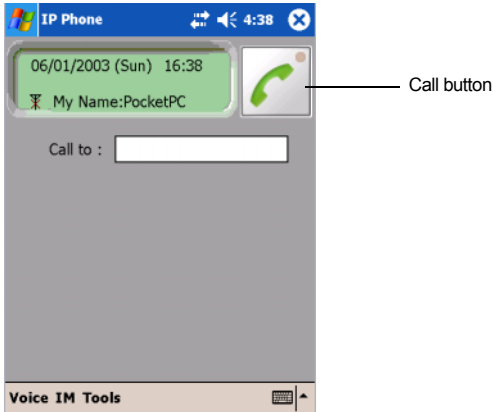 IP Phone 4:38
06/01/2003 (Sun) 16:38
My Name:PocketPC
Call button
Call to :
Voice IM Tools